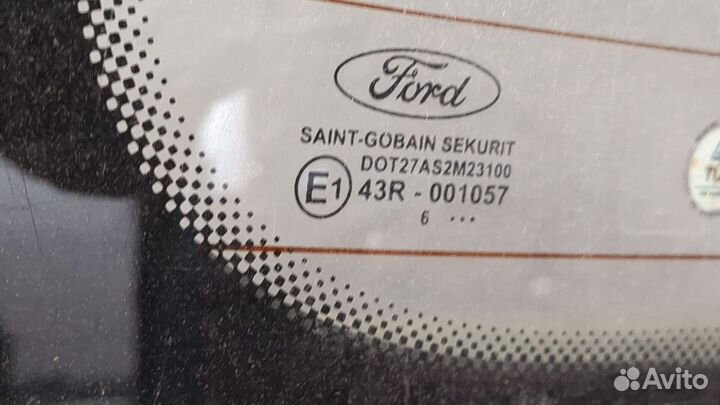 Ford
SAINT-GOBAIN SEKURIT
DOT27AS2M23100
E1 43R - 001057
6 ...
Avito